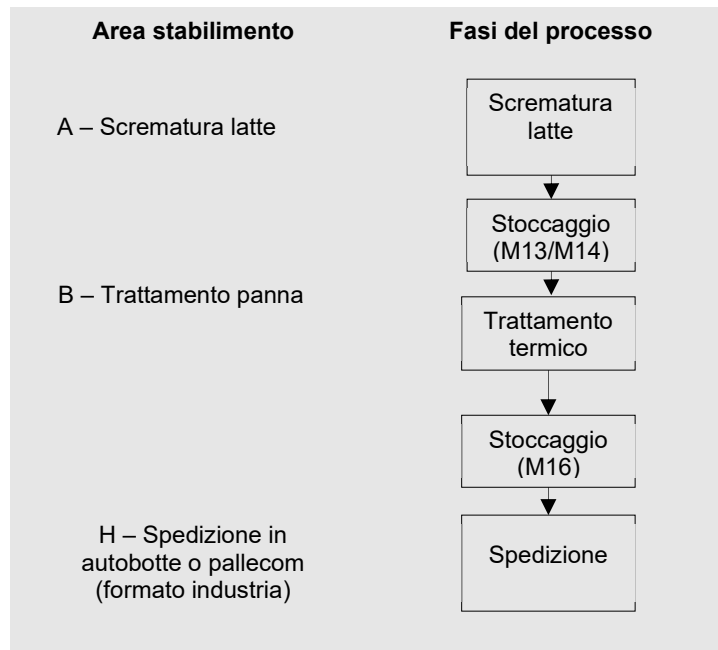 Area stabilimento
Fasi del processo
A – Scrematura latte
Scrematura
latte
Stoccaggio
(M13/M14)
B – Trattamento panna
Trattamento
termico
Stoccaggio
(M16)
H – Spedizione in
autobotte o pallecom
(formato industria)
Spedizione